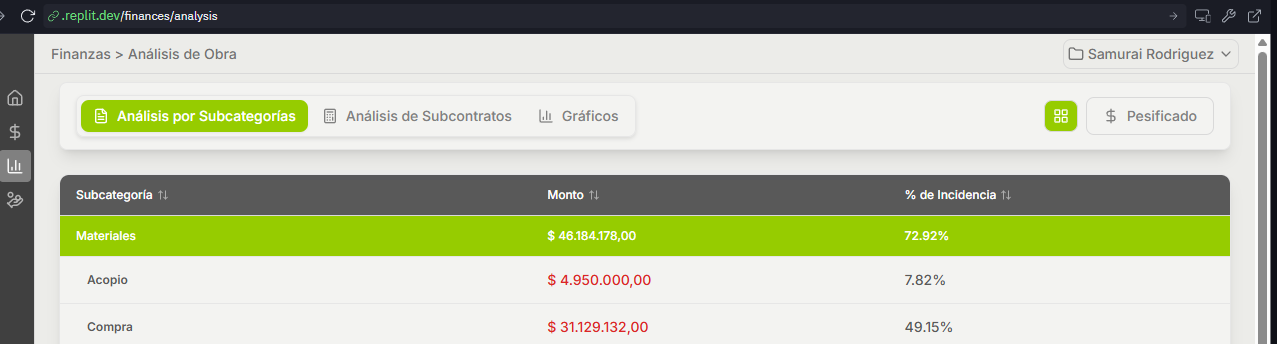 .replit.dev/finances/analysis
Finanzas > Análisis de Obra
Samurai Rodriguez
Análisis por Subcategorías
Análisis de Subcontratos
Gráficos
$ Pesificado
Subcategoría Monto % de Incidencia
Materiales $ 46.184.178,00 72.92%
Acopio $ 4.950.000,00 7.82%
Compra $ 31.129.132,00 49.15%